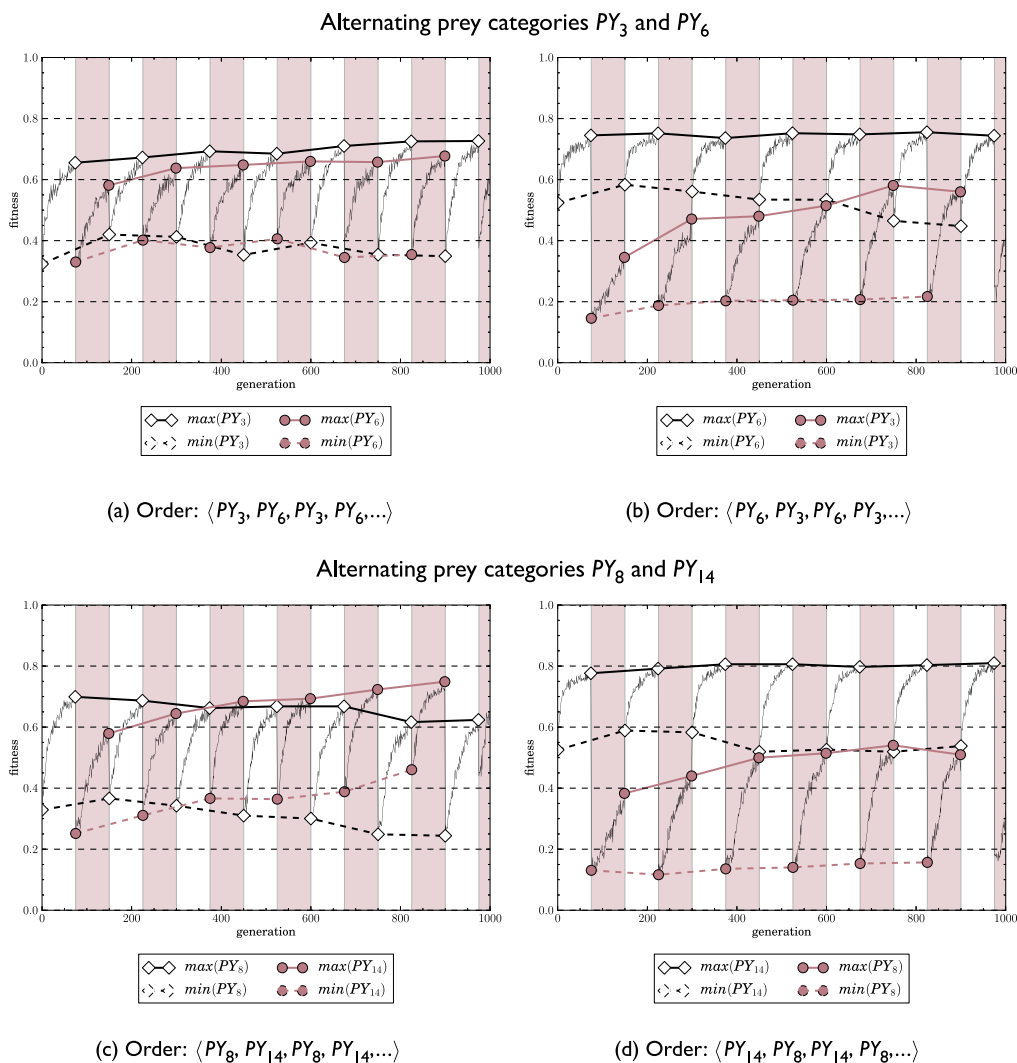 Alternating prey categories PY3 and PY6
1.0
0.8
0.6
0.4
0.2
0.0
fitness
0 200 400 600 800 1000
generation
max(PY3) max(PY6)
min(PY3) min(PY6)
(a) Order: ⟨PY3, PY6, PY3, PY6,...⟩
1.0
0.8
0.6
0.4
0.2
0.0
fitness
0 200 400 600 800 1000
generation
max(PY6) max(PY3)
min(PY6) min(PY3)
(b) Order: ⟨PY6, PY3, PY6, PY3,...⟩
Alternating prey categories PY8 and PY14
1.0
0.8
0.6
0.4
0.2
0.0
fitness
0 200 400 600 800 1000
generation
max(PY8) max(PY14)
min(PY8) min(PY14)
(c) Order: ⟨PY8, PY14, PY8, PY14,...⟩
1.0
0.8
0.6
0.4
0.2
0.0
fitness
0 200 400 600 800 1000
generation
max(PY14) max(PY8)
min(PY14) min(PY8)
(d) Order: ⟨PY14, PY8, PY14, PY8,...⟩